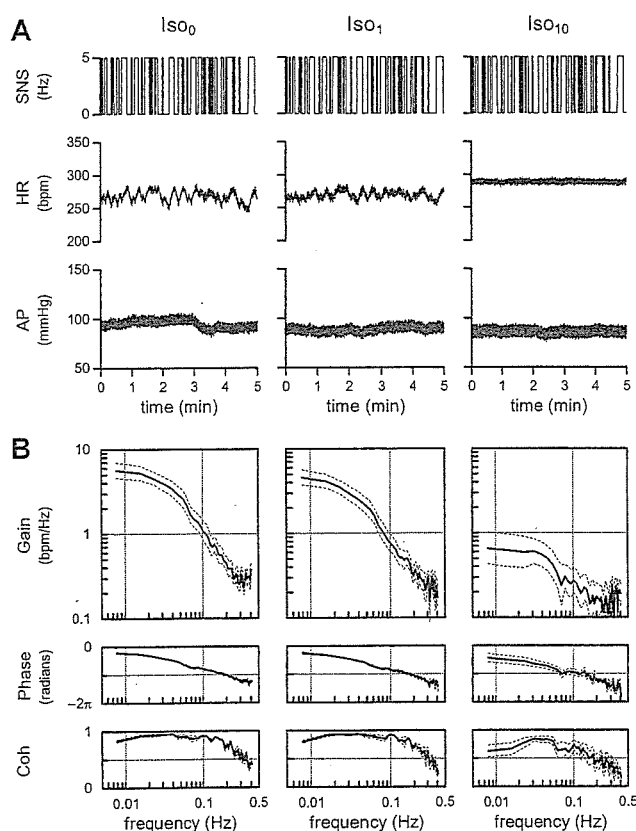 A
Iso0 Iso1 Iso10
SNS (Hz)
5
0
HR (bpm)
350
300
250
200
AP (mmHg)
150
100
50
0 1 2 3 4 5 0 1 2 3 4 5 0 1 2 3 4 5
time (min) time (min) time (min)
B
Gain (bpm/Hz)
10
1
0.1
Phase (radians)
0
−2π
Coh
1
0
0.01 0.1 0.5 0.01 0.1 0.5 0.01 0.1 0.5
frequency (Hz) frequency (Hz) frequency (Hz)